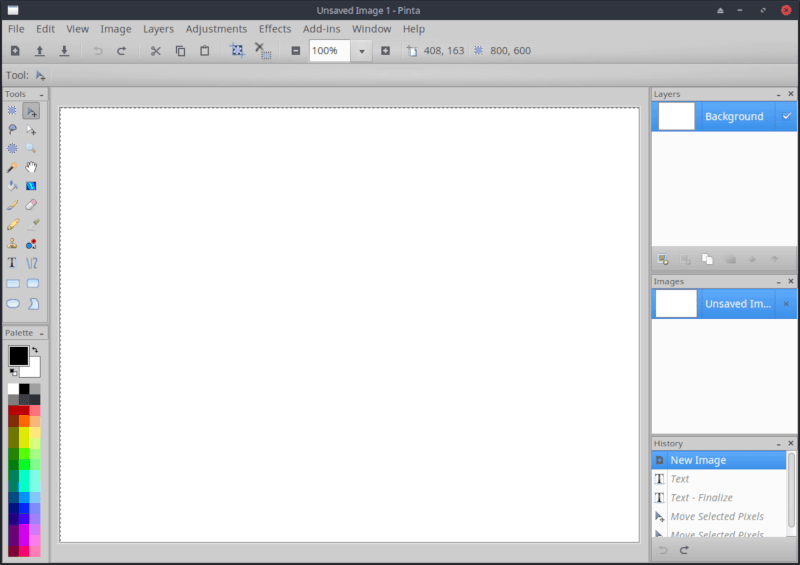 Unsaved Image 1 - Pinta
File Edit View Image Layers Adjustments Effects Add-ins Window Help
100% 408, 163 800, 600
Tool:
Tools
Layers
Background
Images
Unsaved Im...
Palette
History
New Image
Text
Text - Finalize
Move Selected Pixels
Move Selected Pixels